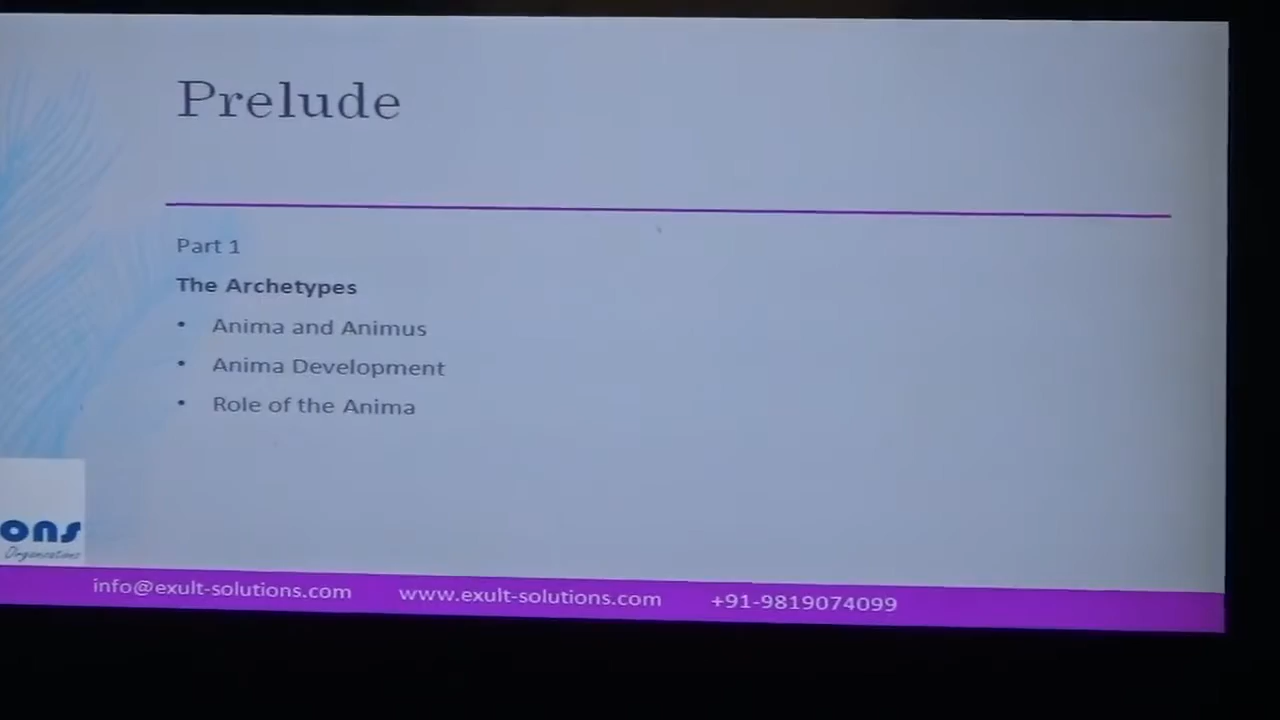 Prelude
Part 1
The Archetypes
• Anima and Animus
• Anima Development
• Role of the Anima
ons
Organizations
info@exult-solutions.com www.exult-solutions.com +91-9819074099